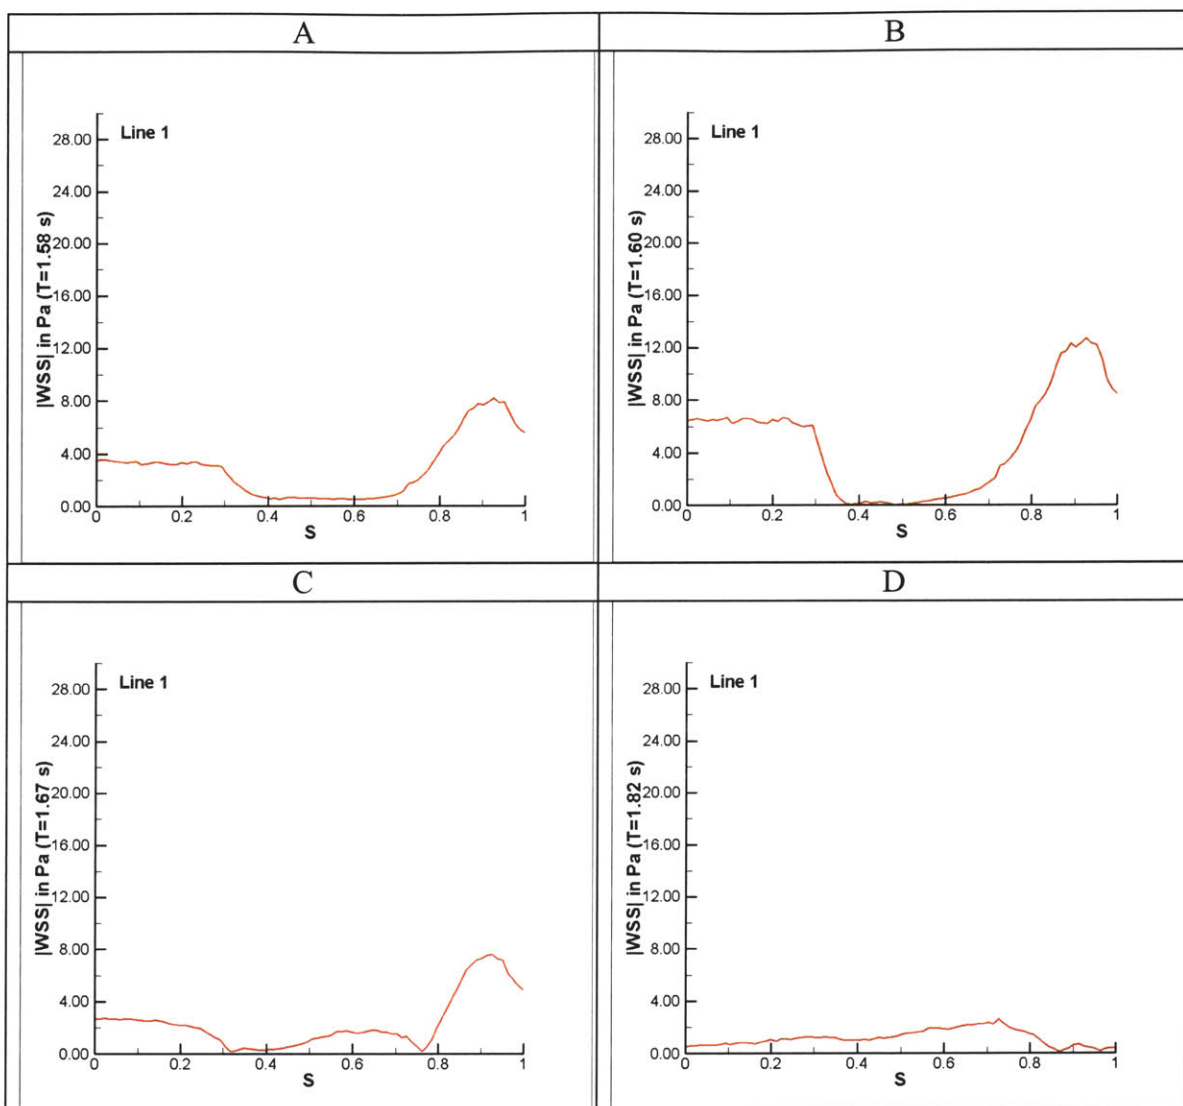 A
Line 1
28.00
24.00
20.00
16.00
12.00
8.00
4.00
0.00
|WSS| in Pa (T=1.58 s)
0 0.2 0.4 0.6 0.8 1
S
B
Line 1
28.00
24.00
20.00
16.00
12.00
8.00
4.00
0.00
|WSS| in Pa (T=1.60 s)
0 0.2 0.4 0.6 0.8 1
S
C
Line 1
28.00
24.00
20.00
16.00
12.00
8.00
4.00
0.00
|WSS| in Pa (T=1.67 s)
0 0.2 0.4 0.6 0.8 1
S
D
Line 1
28.00
24.00
20.00
16.00
12.00
8.00
4.00
0.00
|WSS| in Pa (T=1.82 s)
0 0.2 0.4 0.6 0.8 1
S